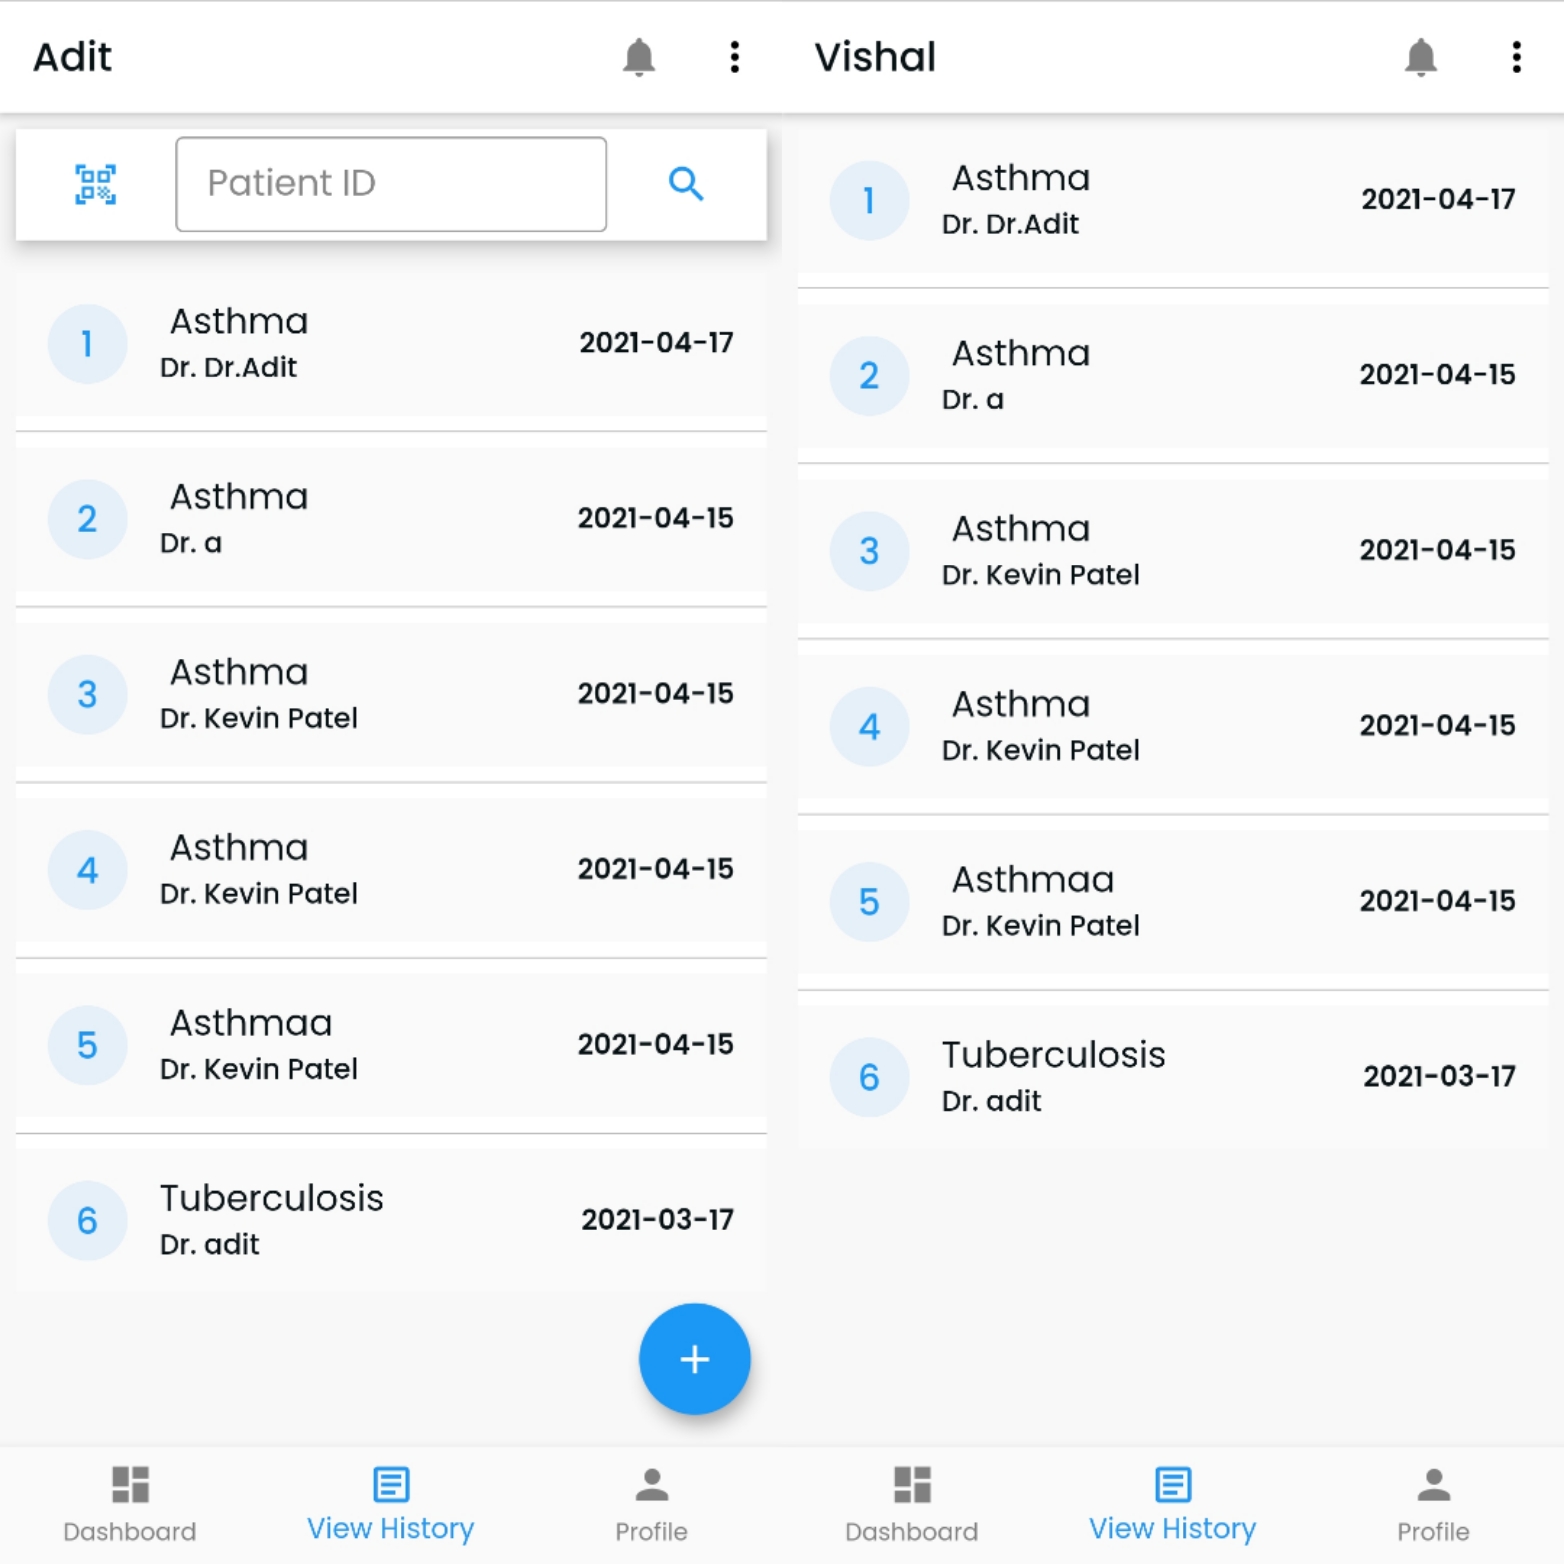 Adit
Patient ID
1
Asthma
Dr. Dr.Adit
2021-04-17
2
Asthma
Dr. a
2021-04-15
3
Asthma
Dr. Kevin Patel
2021-04-15
4
Asthma
Dr. Kevin Patel
2021-04-15
5
Asthmaa
Dr. Kevin Patel
2021-04-15
6
Tuberculosis
Dr. adit
2021-03-17
+
Dashboard
View History
Profile
Vishal
1
Asthma
Dr. Dr.Adit
2021-04-17
2
Asthma
Dr. a
2021-04-15
3
Asthma
Dr. Kevin Patel
2021-04-15
4
Asthma
Dr. Kevin Patel
2021-04-15
5
Asthmaa
Dr. Kevin Patel
2021-04-15
6
Tuberculosis
Dr. adit
2021-03-17
Dashboard
View History
Profile